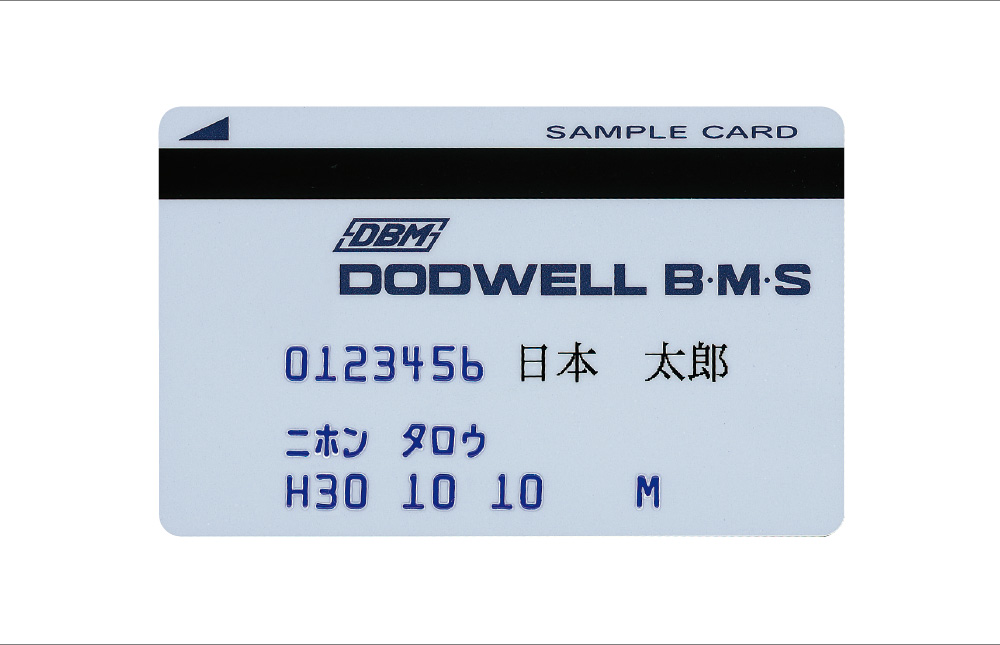 SAMPLE CARD
DBM
DODWELL B·M·S
0123456 日本　太郎
ニホン タロウ
H30 10 10 M